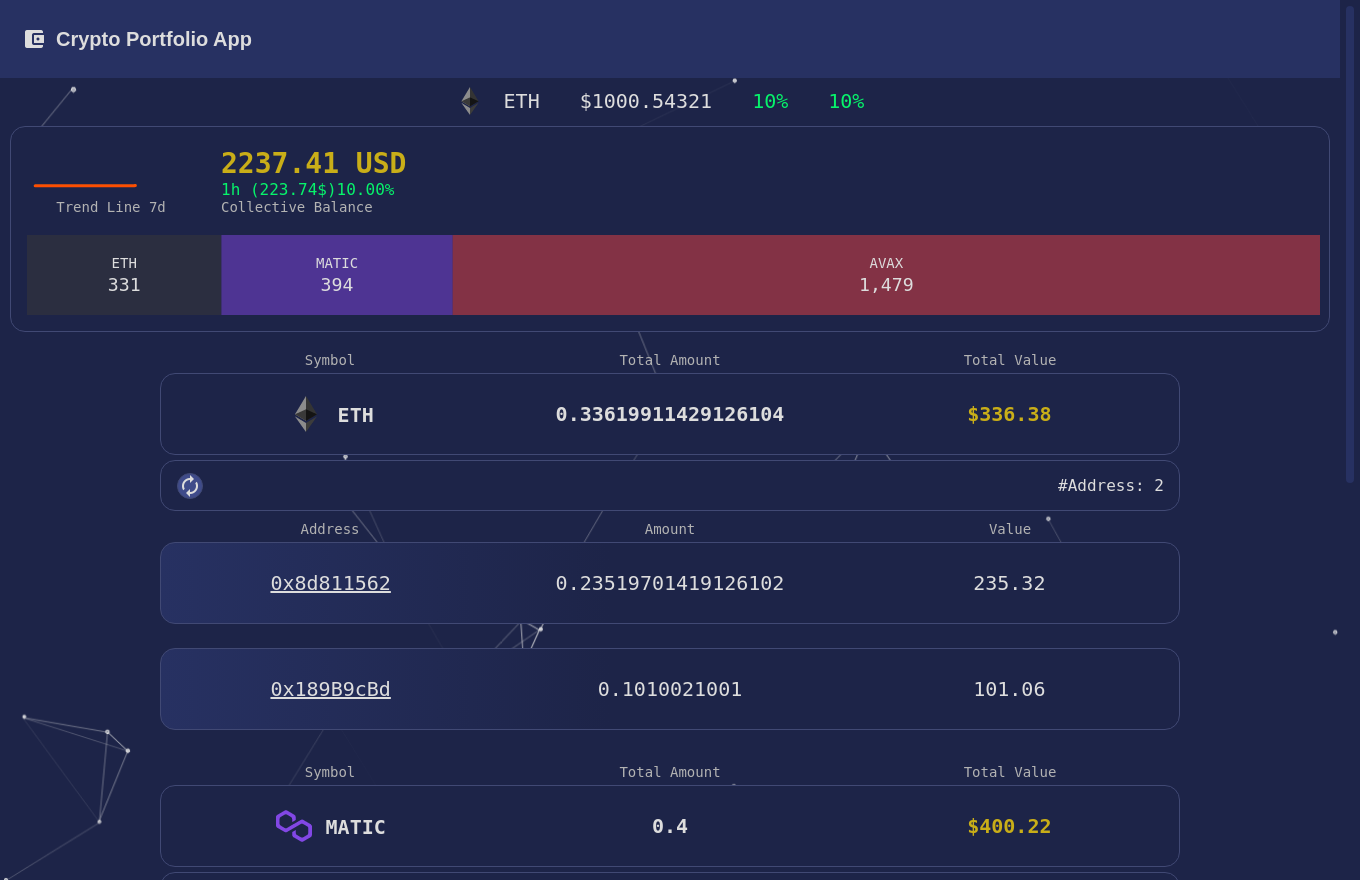 Crypto Portfolio App
ETH $1000.54321 10% 10%
2237.41 USD
1h (223.74$)10.00%
Trend Line 7d Collective Balance
ETH MATIC AVAX
331 394 1,479
Symbol Total Amount Total Value
ETH 0.33619911429126104 $336.38
#Address: 2
Address Amount Value
0x8d811562 0.23519701419126102 235.32
0x189B9cBd 0.1010021001 101.06
Symbol Total Amount Total Value
MATIC 0.4 $400.22